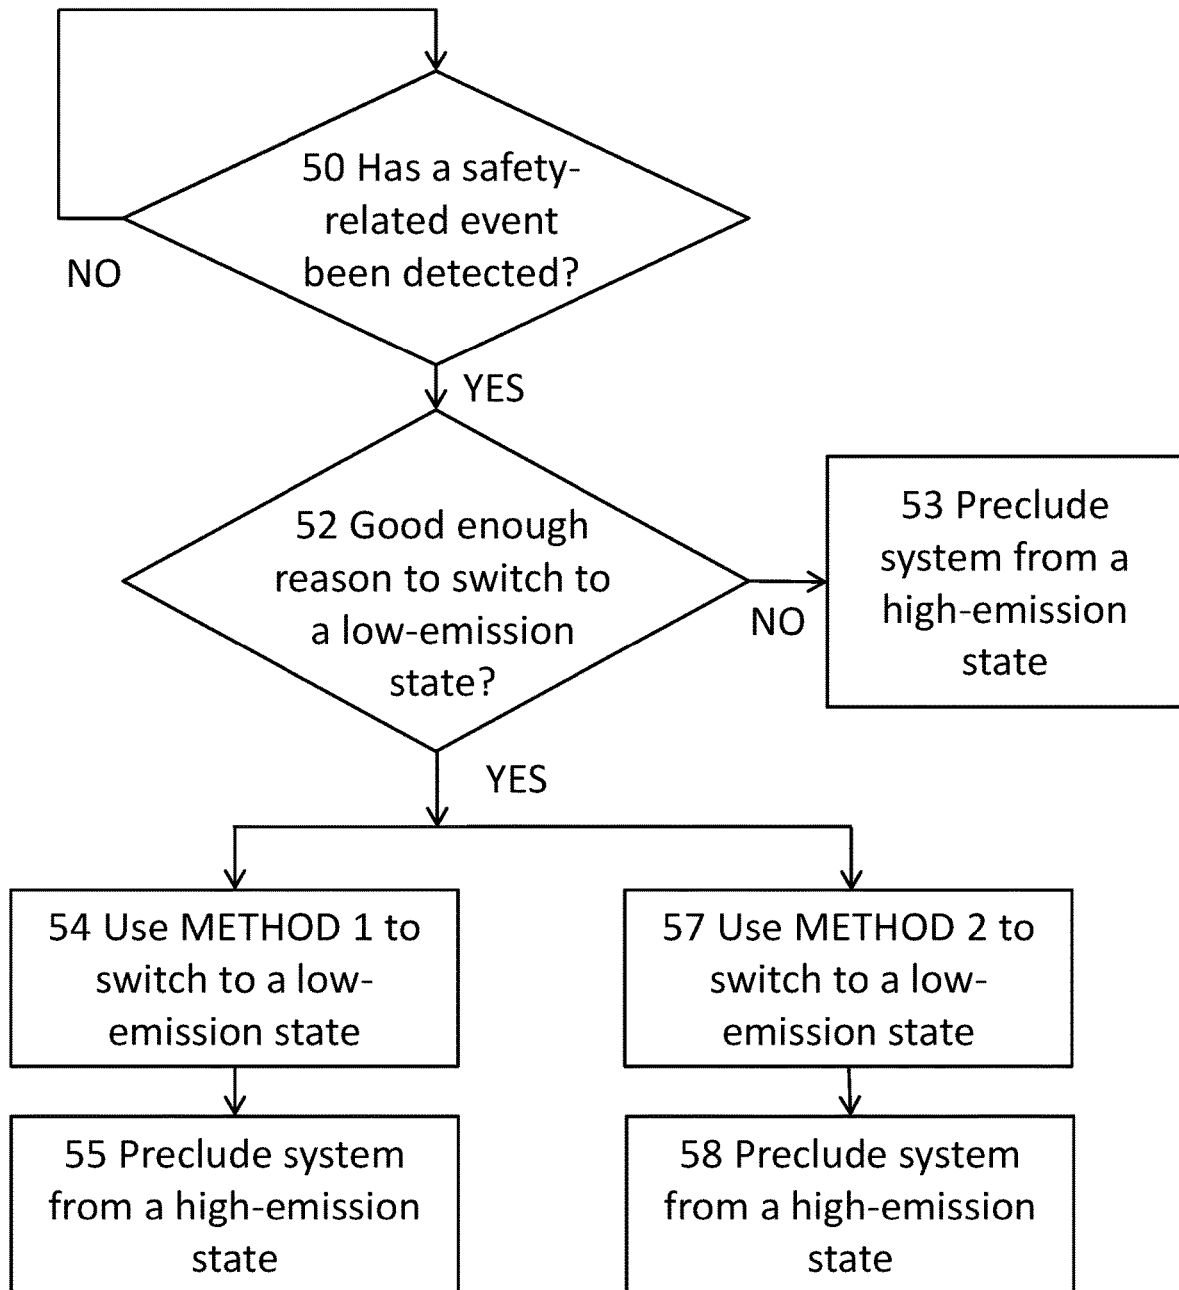 50 Has a safety-
related event
been detected?
NO
YES
52 Good enough
reason to switch to
a low-emission
state?
NO
53 Preclude
system from a
high-emission
state
YES
54 Use METHOD 1 to
switch to a low-
emission state
57 Use METHOD 2 to
switch to a low-
emission state
55 Preclude system
from a high-emission
state
58 Preclude system
from a high-emission
state